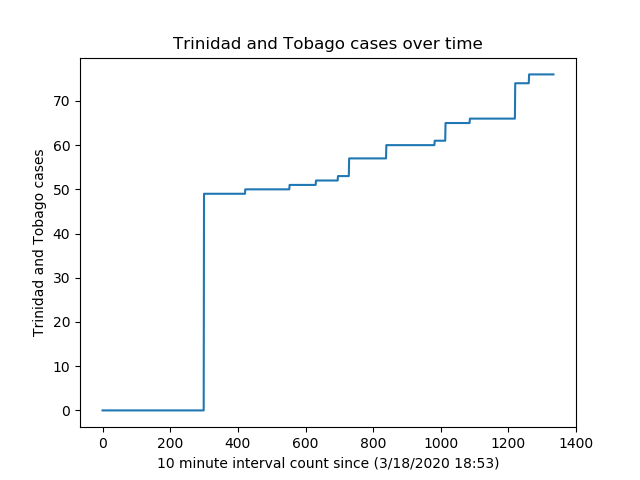 Trinidad and Tobago cases over time
Trinidad and Tobago cases
70
60
50
40
30
20
10
0
0 200 400 600 800 1000 1200 1400
10 minute interval count since (3/18/2020 18:53)